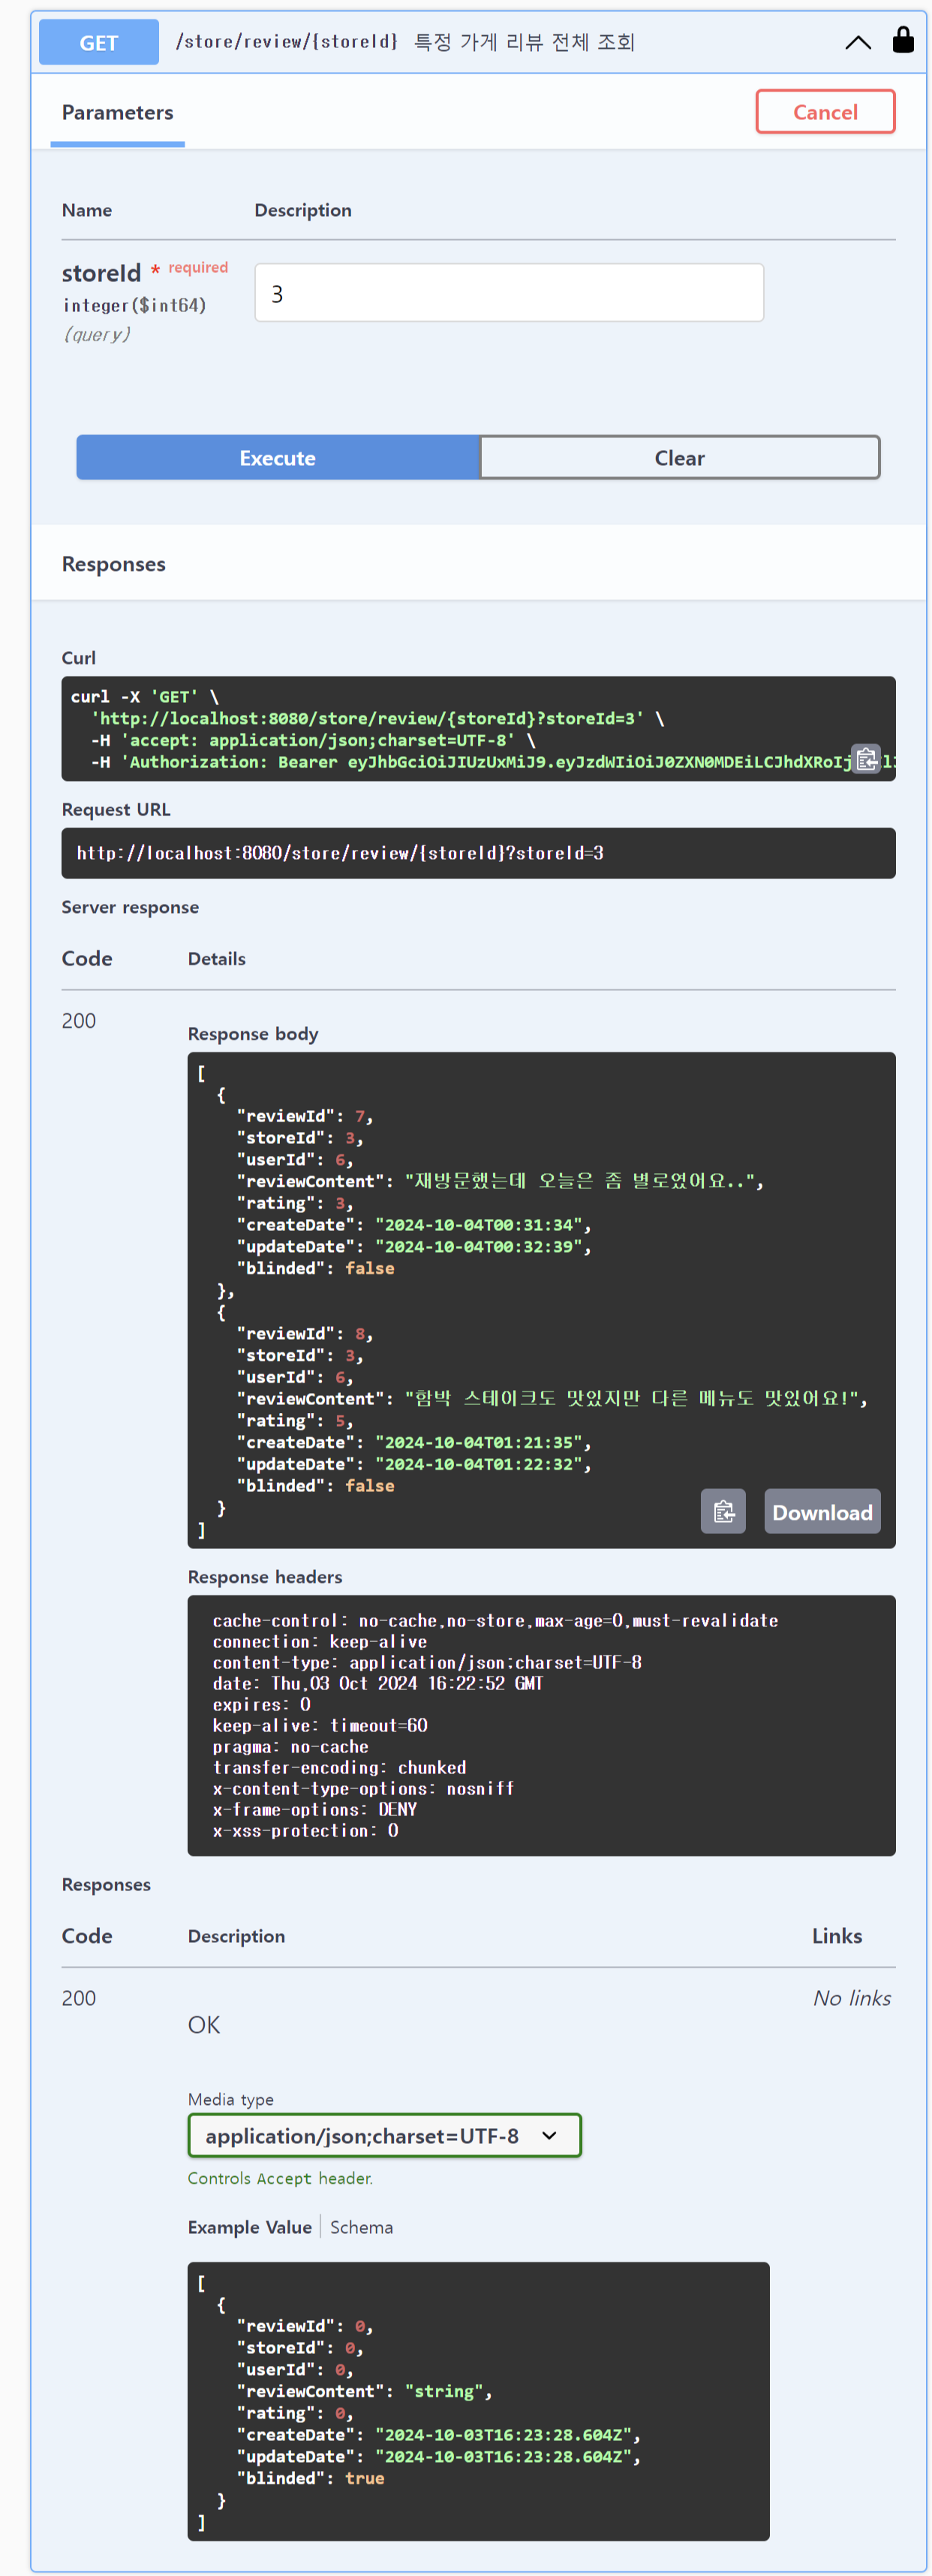 GET /store/review/{storeId} 특정 가게 리뷰 전체 조회
Parameters
Cancel
Name Description
storeId * required
integer($int64)
(query)
3
Execute Clear
Responses
Curl
curl -X 'GET' \
'http://localhost:8080/store/review/{storeId}?storeId=3' \
-H 'accept: application/json;charset=UTF-8' \
-H 'Authorization: Bearer eyJhbGciOiJIUzUxMiJ9.eyJzdWIiOiJ0ZXN0MDEiLCJhdXRoIj
Request URL
http://localhost:8080/store/review/{storeId}?storeId=3
Server response
Code Details
200
Response body
[
{
"reviewId": 7,
"storeId": 3,
"userId": 6,
"reviewContent": "재방문했는데 오늘은 좀 별로였어요..",
"rating": 3,
"createDate": "2024-10-04T00:31:34",
"updateDate": "2024-10-04T00:32:39",
"blinded": false
},
{
"reviewId": 8,
"storeId": 3,
"userId": 6,
"reviewContent": "함박 스테이크도 맛있지만 다른 메뉴도 맛있어요!",
"rating": 5,
"createDate": "2024-10-04T01:21:35",
"updateDate": "2024-10-04T01:22:32",
"blinded": false
}
]
Download
Response headers
cache-control: no-cache,no-store,max-age=0,must-revalidate
connection: keep-alive
content-type: application/json;charset=UTF-8
date: Thu,03 Oct 2024 16:22:52 GMT
expires: 0
keep-alive: timeout=60
pragma: no-cache
transfer-encoding: chunked
x-content-type-options: nosniff
x-frame-options: DENY
x-xss-protection: 0
Responses
Code Description Links
200
OK
No links
Media type
application/json;charset=UTF-8
Controls Accept header.
Example Value Schema
[
{
"reviewId": 0,
"storeId": 0,
"userId": 0,
"reviewContent": "string",
"rating": 0,
"createDate": "2024-10-03T16:23:28.604Z",
"updateDate": "2024-10-03T16:23:28.604Z",
"blinded": true
}
]